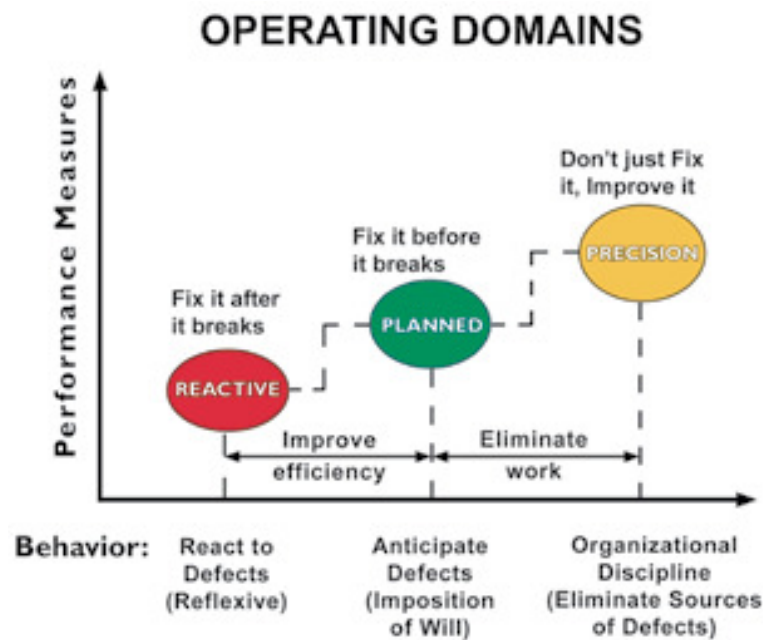 OPERATING DOMAINS
Performance Measures
Don't just Fix
it, Improve it
PRECISION
Fix it before
it breaks
PLANNED
Fix it after
it breaks
REACTIVE
Improve
efficiency
Eliminate
work
Behavior:
React to
Defects
(Reflexive)
Anticipate
Defects
(Imposition
of Will)
Organizational
Discipline
(Eliminate Sources
of Defects)